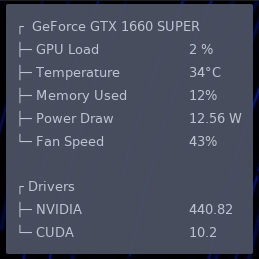 ┌ GeForce GTX 1660 SUPER
├─ GPU Load 2 %
├─ Temperature 34°C
├─ Memory Used 12%
├─ Power Draw 12.56 W
└─ Fan Speed 43%
┌ Drivers
├─ NVIDIA 440.82
└─ CUDA 10.2